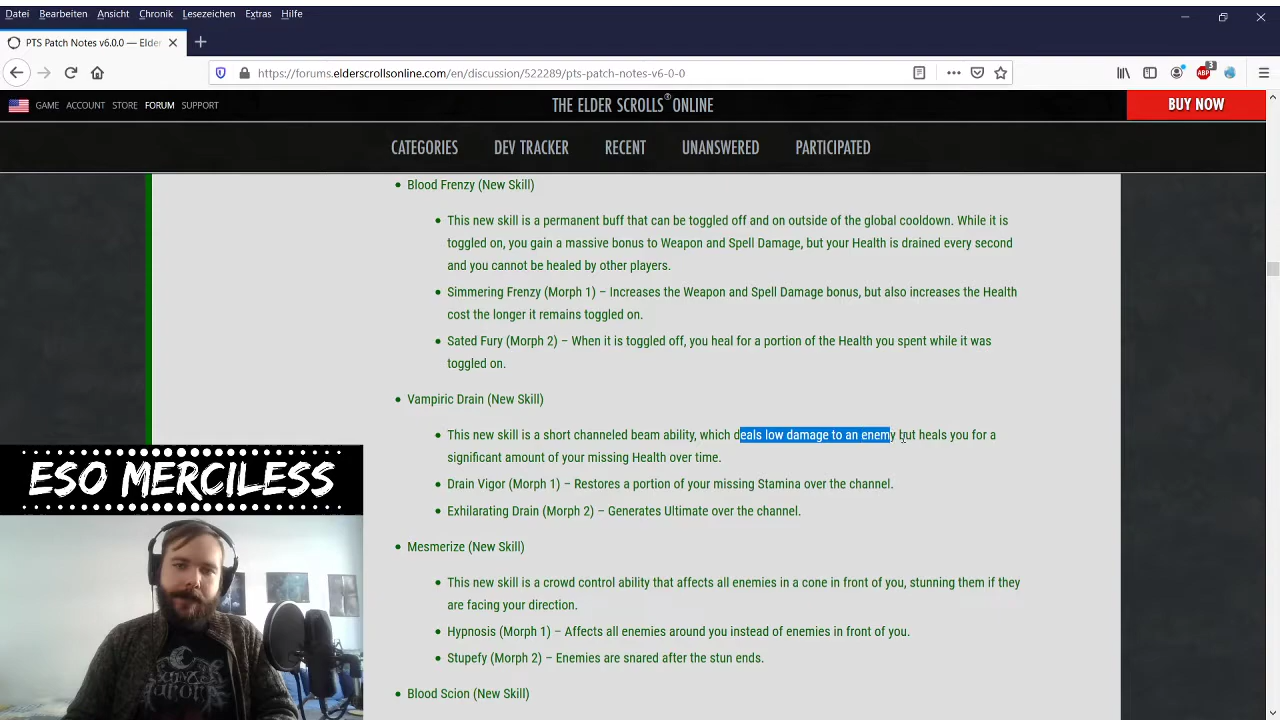 Datei Bearbeiten Ansicht Chronik Lesezeichen Extras Hilfe
PTS Patch Notes v6.0.0 — Elder
https://forums.elderscrollsonline.com/en/discussion/522289/pts-patch-notes-v6-0-0
ABP 3
GAME ACCOUNT STORE FORUM SUPPORT
THE ELDER SCROLLS® ONLINE
BUY NOW
CATEGORIES DEV TRACKER RECENT UNANSWERED PARTICIPATED
• Blood Frenzy (New Skill)
• This new skill is a permanent buff that can be toggled off and on outside of the global cooldown. While it is
toggled on, you gain a massive bonus to Weapon and Spell Damage, but your Health is drained every second
and you cannot be healed by other players.
• Simmering Frenzy (Morph 1) – Increases the Weapon and Spell Damage bonus, but also increases the Health
cost the longer it remains toggled on.
• Sated Fury (Morph 2) – When it is toggled off, you heal for a portion of the Health you spent while it was
toggled on.
• Vampiric Drain (New Skill)
• This new skill is a short channeled beam ability, which deals low damage to an enemy but heals you for a
significant amount of your missing Health over time.
• Drain Vigor (Morph 1) – Restores a portion of your missing Stamina over the channel.
• Exhilarating Drain (Morph 2) – Generates Ultimate over the channel.
• Mesmerize (New Skill)
• This new skill is a crowd control ability that affects all enemies in a cone in front of you, stunning them if they
are facing your direction.
• Hypnosis (Morph 1) – Affects all enemies around you instead of enemies in front of you.
• Stupefy (Morph 2) – Enemies are snared after the stun ends.
• Blood Scion (New Skill)
ESO MERCILESS